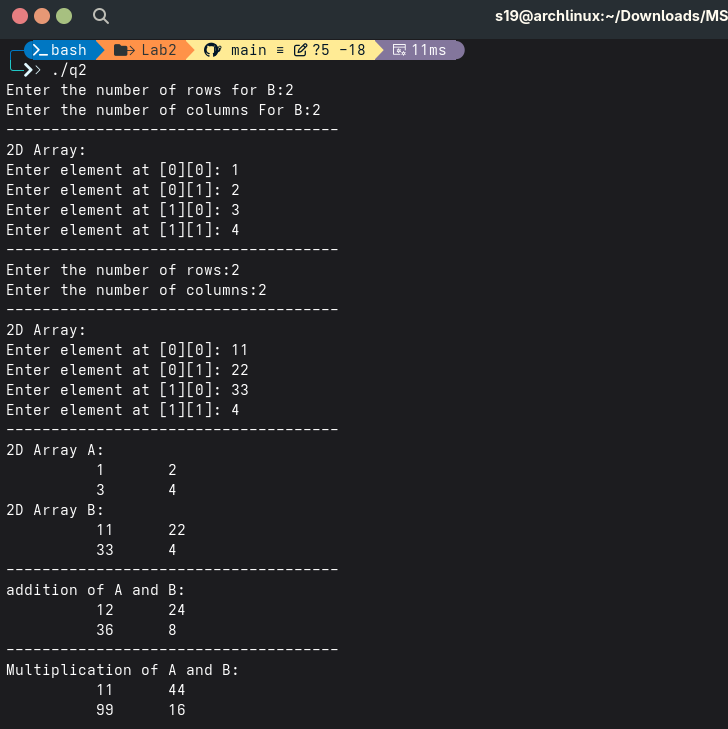 s19@archlinux:~/Downloads/MS
bash Lab2 main ≡ ?5 ~18 11ms
./q2
Enter the number of rows for B:2
Enter the number of columns For B:2
-------------------------------------
2D Array:
Enter element at [0][0]: 1
Enter element at [0][1]: 2
Enter element at [1][0]: 3
Enter element at [1][1]: 4
-------------------------------------
Enter the number of rows:2
Enter the number of columns:2
-------------------------------------
2D Array:
Enter element at [0][0]: 11
Enter element at [0][1]: 22
Enter element at [1][0]: 33
Enter element at [1][1]: 4
-------------------------------------
2D Array A:
1 2
3 4
2D Array B:
11 22
33 4
-------------------------------------
addition of A and B:
12 24
36 8
-------------------------------------
Multiplication of A and B:
11 44
99 16